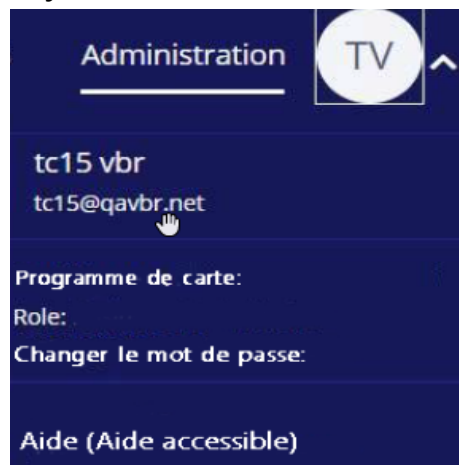 Administration TV
tc15 vbr
tc15@qavbr.net
Programme de carte:
Role:
Changer le mot de passe:
Aide (Aide accessible)